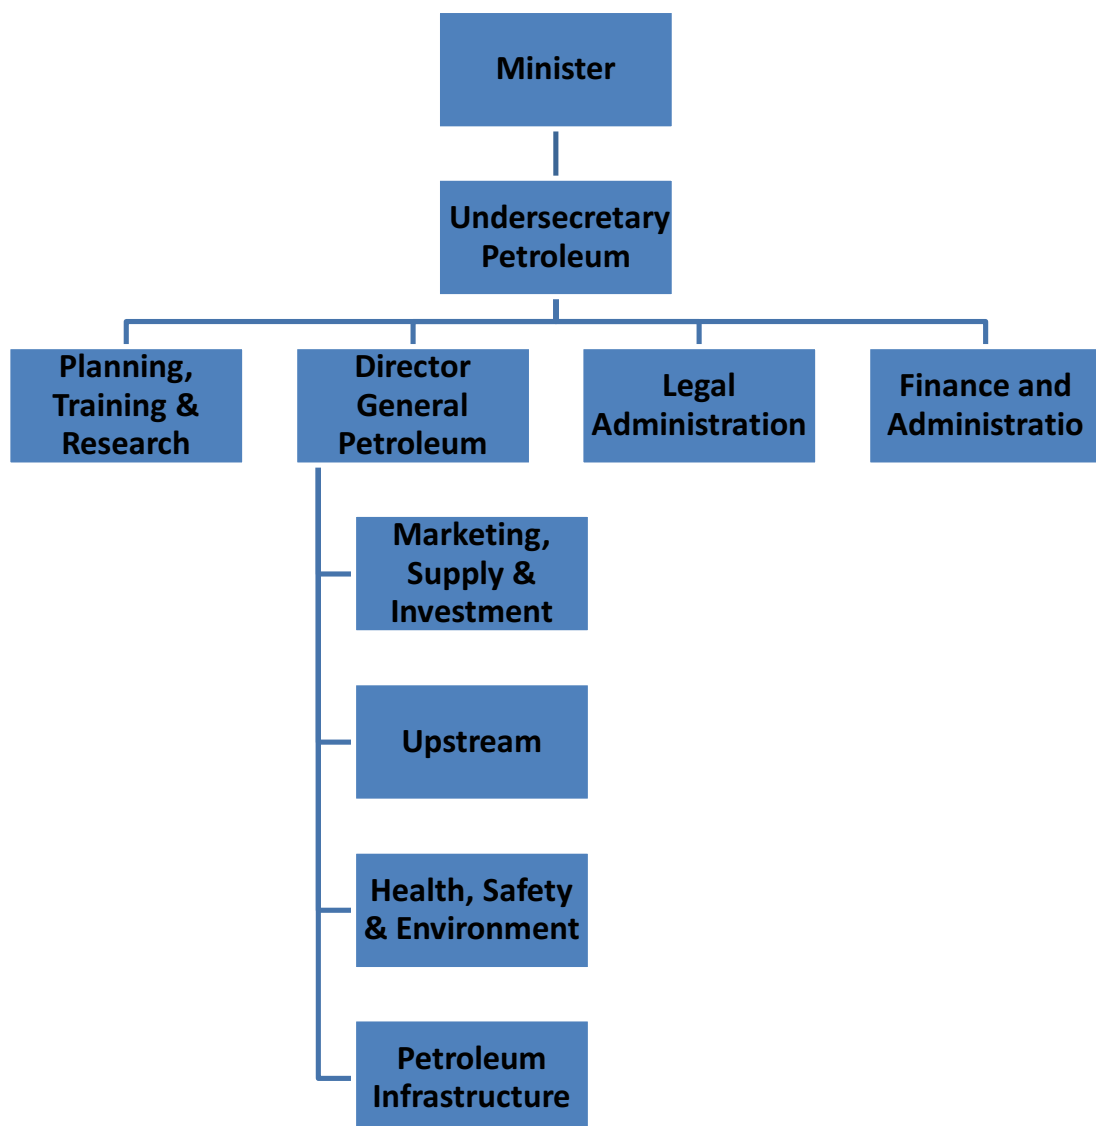 Minister
Undersecretary
Petroleum
Planning,
Training &
Research
Director
General
Petroleum
Legal
Administration
Finance and
Administratio
Marketing,
Supply &
Investment
Upstream
Health, Safety
& Environment
Petroleum
Infrastructure